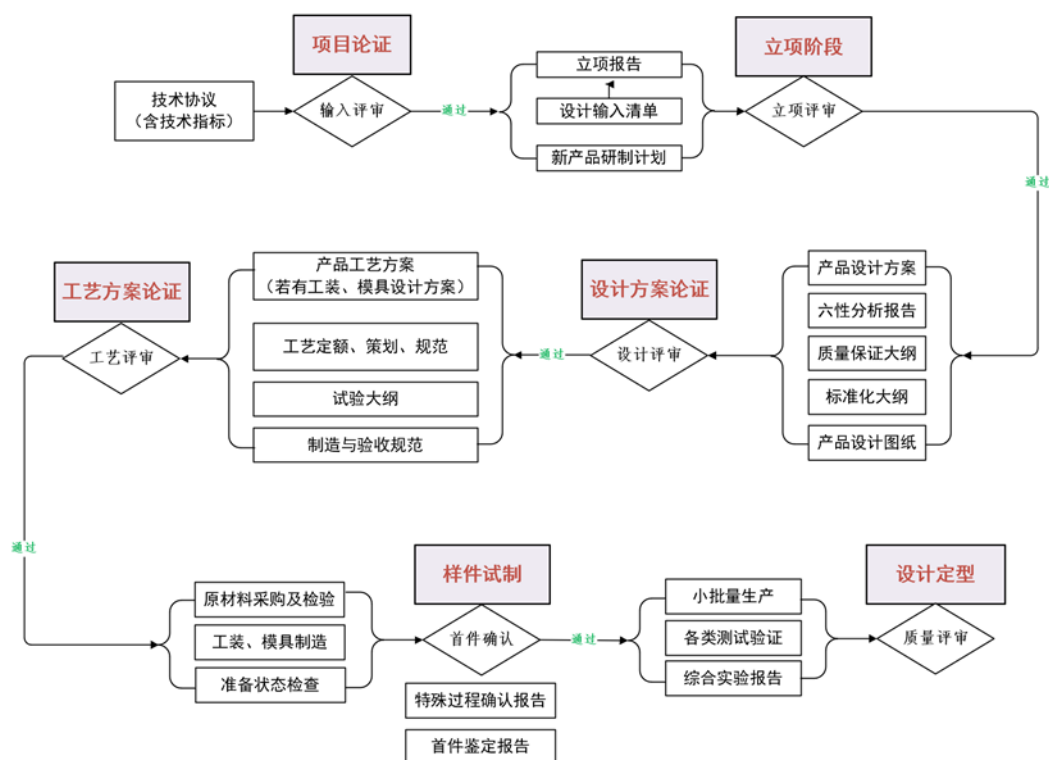 项目论证
立项阶段
技术协议
（含技术指标）
输入评审
通过
立项报告
设计输入清单
新产品研制计划
立项评审
通过
工艺方案论证
产品工艺方案
（若有工装、模具设计方案）
设计方案论证
产品设计方案
六性分析报告
工艺评审
工艺定额、策划、规范
通过
设计评审
质量保证大纲
试验大纲
标准化大纲
制造与验收规范
产品设计图纸
通过
样件试制
设计定型
原材料采购及检验
小批量生产
工装、模具制造
首件确认
通过
各类测试验证
质量评审
准备状态检查
综合实验报告
特殊过程确认报告
首件鉴定报告